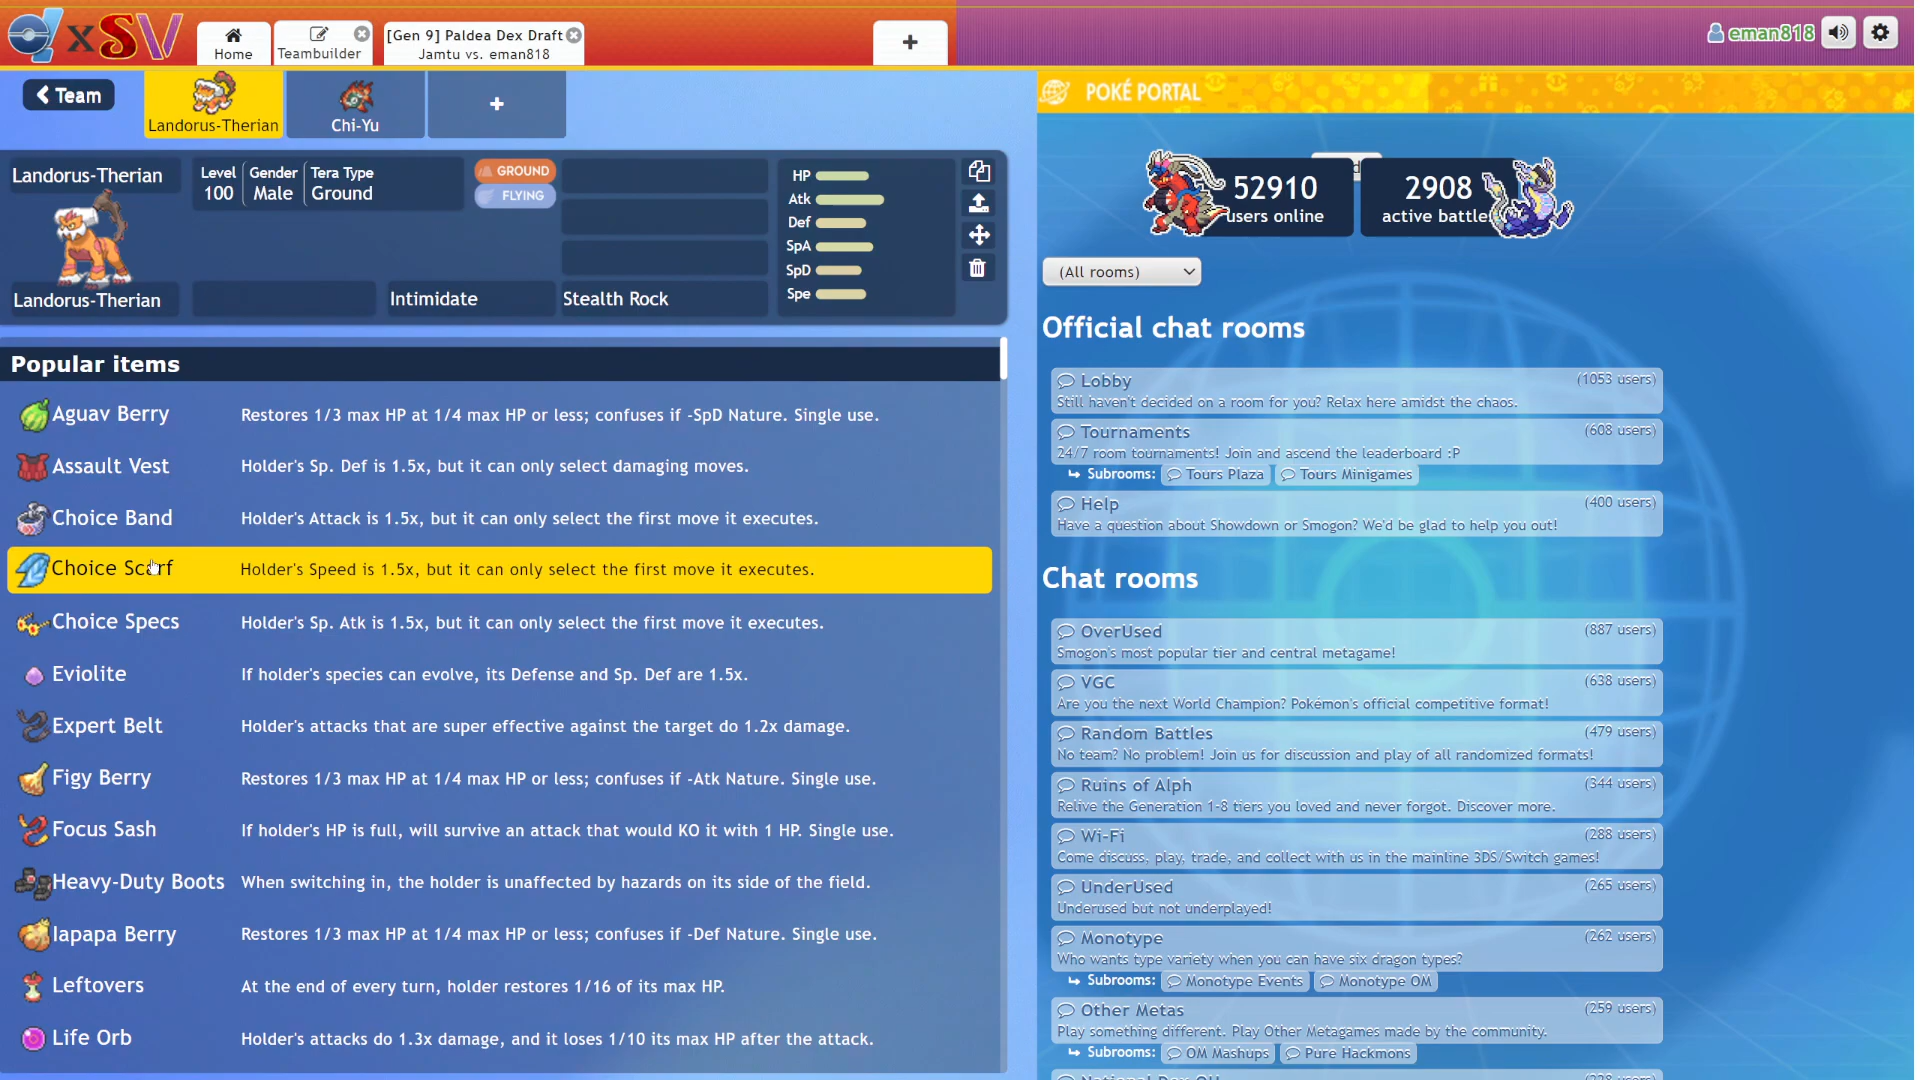 x SV
Home
Teambuilder
[Gen 9] Paldea Dex Draft
Jamtu vs. eman818
+
eman818
Team
Landorus-Therian
Chi-Yu
+
Landorus-Therian
Level
100
Gender
Male
Tera Type
Ground
GROUND
FLYING
HP
Atk
Def
SpA
SpD
Spe
Landorus-Therian
Intimidate
Stealth Rock
Popular items
Aguav Berry Restores 1/3 max HP at 1/4 max HP or less; confuses if -SpD Nature. Single use.
Assault Vest Holder's Sp. Def is 1.5x, but it can only select damaging moves.
Choice Band Holder's Attack is 1.5x, but it can only select the first move it executes.
Choice Scarf Holder's Speed is 1.5x, but it can only select the first move it executes.
Choice Specs Holder's Sp. Atk is 1.5x, but it can only select the first move it executes.
Eviolite If holder's species can evolve, its Defense and Sp. Def are 1.5x.
Expert Belt Holder's attacks that are super effective against the target do 1.2x damage.
Figy Berry Restores 1/3 max HP at 1/4 max HP or less; confuses if -Atk Nature. Single use.
Focus Sash If holder's HP is full, will survive an attack that would KO it with 1 HP. Single use.
Heavy-Duty Boots When switching in, the holder is unaffected by hazards on its side of the field.
Iapapa Berry Restores 1/3 max HP at 1/4 max HP or less; confuses if -Def Nature. Single use.
Leftovers At the end of every turn, holder restores 1/16 of its max HP.
Life Orb Holder's attacks do 1.3x damage, and it loses 1/10 its max HP after the attack.
POKÉ PORTAL
52910
users online
2908
active battle
(All rooms)
Official chat rooms
Lobby (1053 users)
Still haven't decided on a room for you? Relax here amidst the chaos.
Tournaments (608 users)
24/7 room tournaments! Join and ascend the leaderboard :P
↳ Subrooms: Tours Plaza Tours Minigames
Help (400 users)
Have a question about Showdown or Smogon? We'd be glad to help you out!
Chat rooms
OverUsed (887 users)
Smogon's most popular tier and central metagame!
VGC (638 users)
Are you the next World Champion? Pokémon's official competitive format!
Random Battles (479 users)
No team? No problem! Join us for discussion and play of all randomized formats!
Ruins of Alph (344 users)
Relive the Generation 1-8 tiers you loved and never forgot. Discover more.
Wi-Fi (288 users)
Come discuss, play, trade, and collect with us in the mainline 3DS/Switch games!
UnderUsed (265 users)
Underused but not underplayed!
Monotype (262 users)
Who wants type variety when you can have six dragon types?
↳ Subrooms: Monotype Events Monotype OM
Other Metas (259 users)
Play something different. Play Other Metagames made by the community.
↳ Subrooms: OM Mashups Pure Hackmons